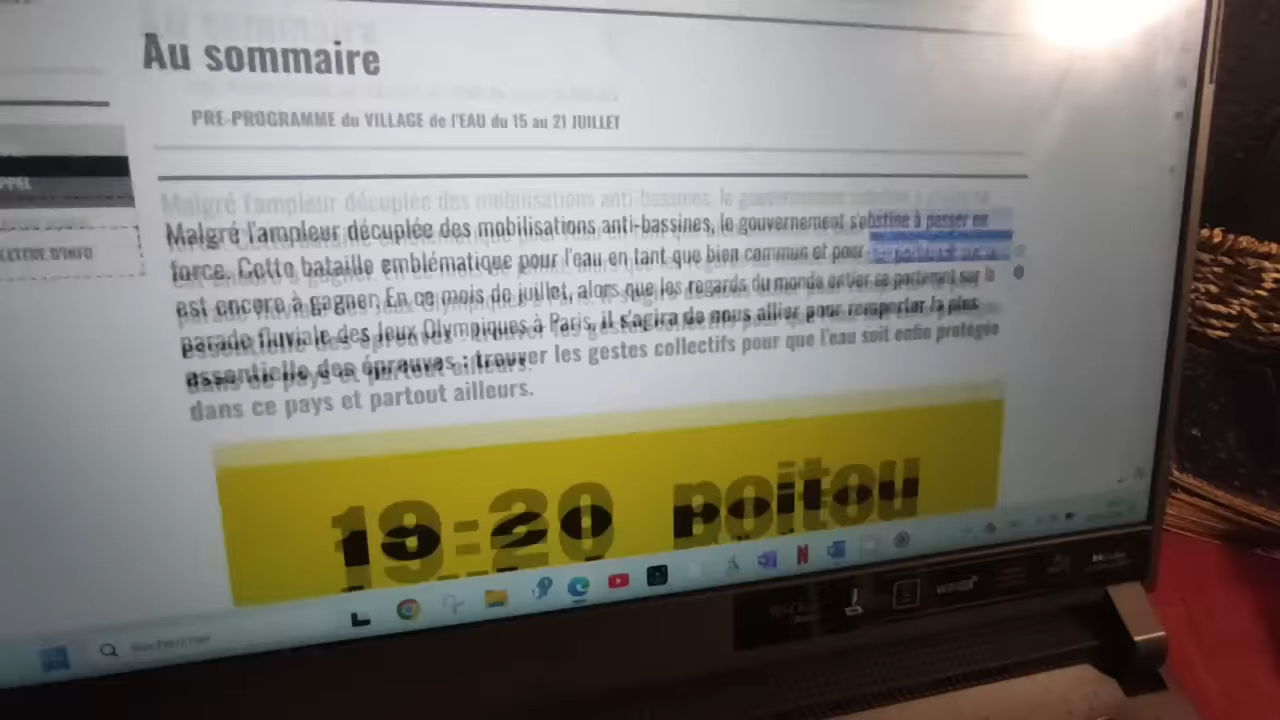 Au sommaire
PRE-PROGRAMME du VILLAGE de l'EAU du 15 au 21 JUILLET
Malgré l'ampleur décuplée des mobilisations anti-bassines, le gouvernement s'obstine à passer en
force. Cette bataille emblématique pour l'eau en tant que bien commun et pour
est encore à gagner. En ce mois de juillet, alors que les regards du monde entier se porteront sur la
parade fluviale des Jeux Olympiques à Paris, il s'agira de nous allier pour remporter la plus
essentielle des épreuves : trouver les gestes collectifs pour que l'eau soit enfin protégée
dans ce pays et partout ailleurs.
19-20 poitou
Rechercher